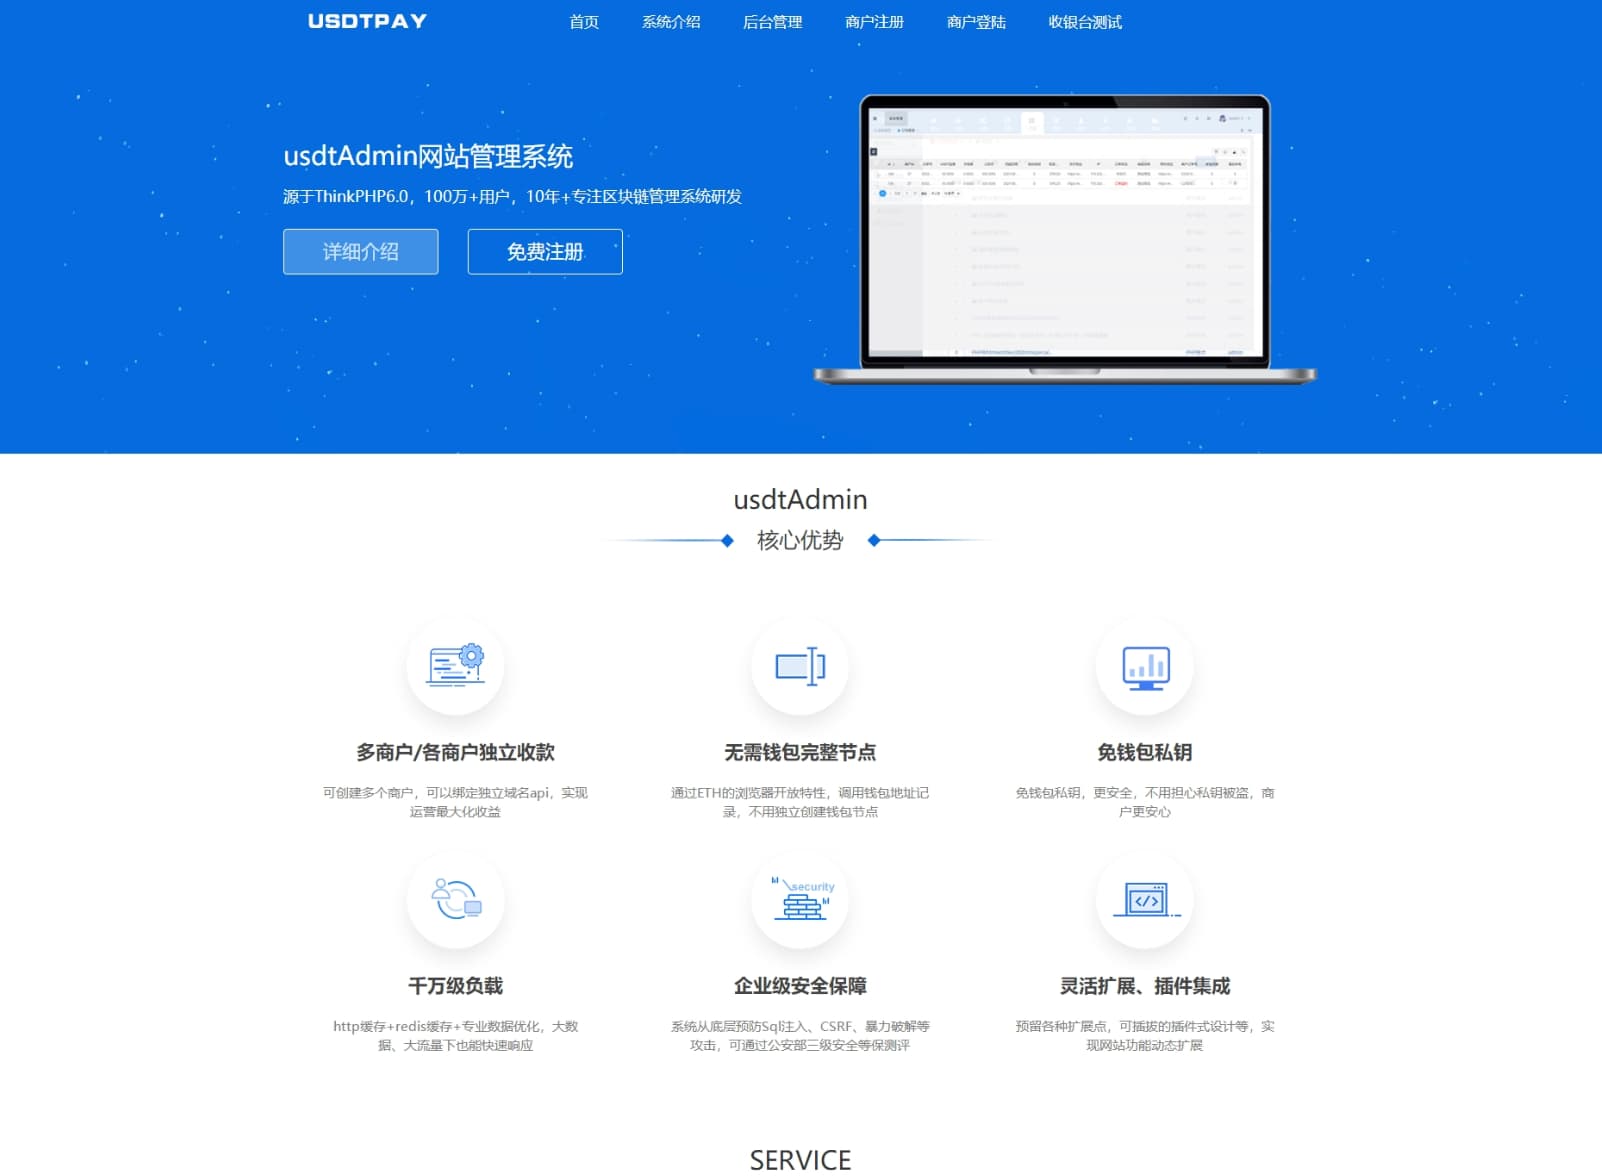 USDTPAY
首页 系统介绍 后台管理 商户注册 商户登陆 收银台测试
usdtAdmin网站管理系统
源于ThinkPHP6.0，100万+用户，10年+专注区块链管理系统研发
详细介绍 免费注册
usdtAdmin
核心优势
多商户/各商户独立收款
可创建多个商户，可以绑定独立域名api，实现
运营最大化收益
无需钱包完整节点
通过ETH的浏览器开放特性，调用钱包地址记
录，不用独立创建钱包节点
免钱包私钥
免钱包私钥，更安全，不用担心私钥被盗，商
户更安心
千万级负载
http缓存+redis缓存+专业数据优化，大数
据、大流量下也能快速响应
security
企业级安全保障
系统从底层预防Sql注入、CSRF、暴力破解等
攻击，可通过公安部三级安全等保测评
灵活扩展、插件集成
预留各种扩展点，可插拔的插件式设计等，实
现网站功能动态扩展
SERVICE